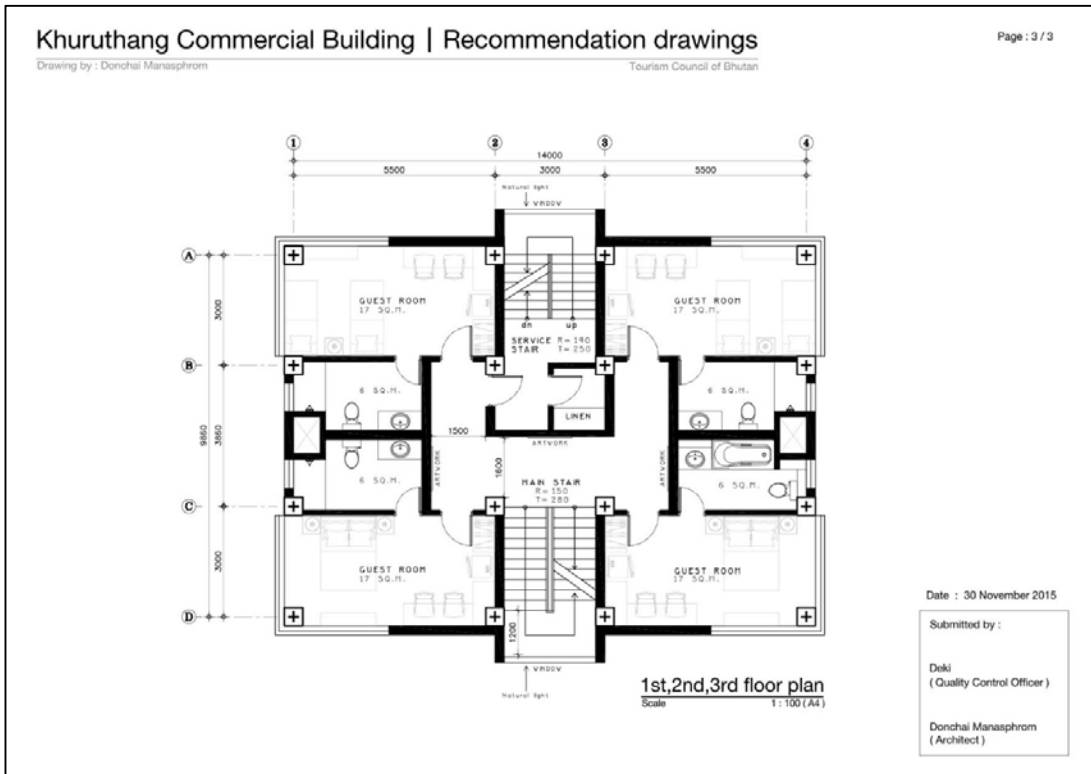 Khuruthang Commercial Building | Recommendation drawings
Page : 3 / 3
Drawing by : Donchai Manasphrom
Tourism Council of Bhutan
1
2
3
4
14000
5500
3000
5500
Natural light
WINDOW
A
GUEST ROOM
17 SQ.M.
GUEST ROOM
17 SQ.M.
3000
dn
up
SERVICE STAIR
R=190
T=250
B
6 SQ.M.
6 SQ.M.
LINEN
9860
3860
1500
ARTWORK
1600
ARTWORK
ARTWORK
6 SQ.M.
MAIN STAIR
R=150
T=280
6 SQ.M.
C
GUEST ROOM
17 SQ.M.
GUEST ROOM
17 SQ.M.
3000
D
1200
WINDOW
Natural light
1st,2nd,3rd floor plan
Scale
1 : 100 ( A4 )
Date : 30 November 2015
Submitted by :
Deki
( Quality Control Officer )
Donchai Manasphrom
( Architect )